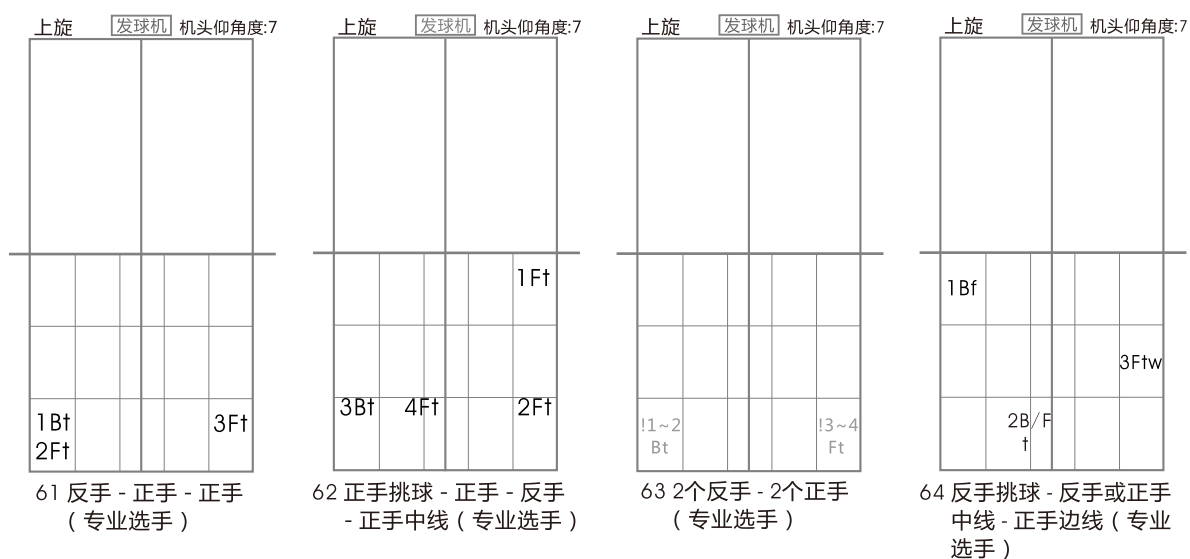 上旋 发球机 机头仰角度:7
1Bt
2Ft
3Ft
61 反手 - 正手 - 正手
（专业选手）
上旋 发球机 机头仰角度:7
1Ft
3Bt 4Ft 2Ft
62 正手挑球 - 正手 - 反手
- 正手中线（专业选手）
上旋 发球机 机头仰角度:7
!1~2
Bt
!3~4
Ft
63 2个反手 - 2个正手
（专业选手）
上旋 发球机 机头仰角度:7
1Bf
3Ftw
2B/F
t
64 反手挑球 - 反手或正手
中线 - 正手边线（专业
选手）